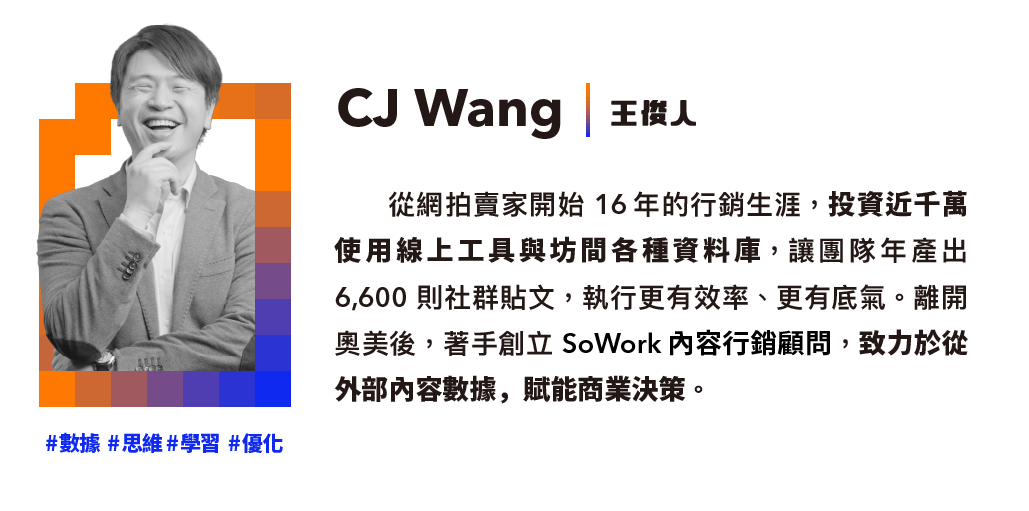 CJ Wang | 王俊人
從網拍賣家開始 16 年的行銷生涯，投資近千萬
使用線上工具與坊間各種資料庫，讓團隊年產出
6,600 則社群貼文，執行更有效率、更有底氣。離開
奧美後，著手創立 SoWork 內容行銷顧問，致力於從
外部內容數據，賦能商業決策。
#數據 #思維 #學習 #優化